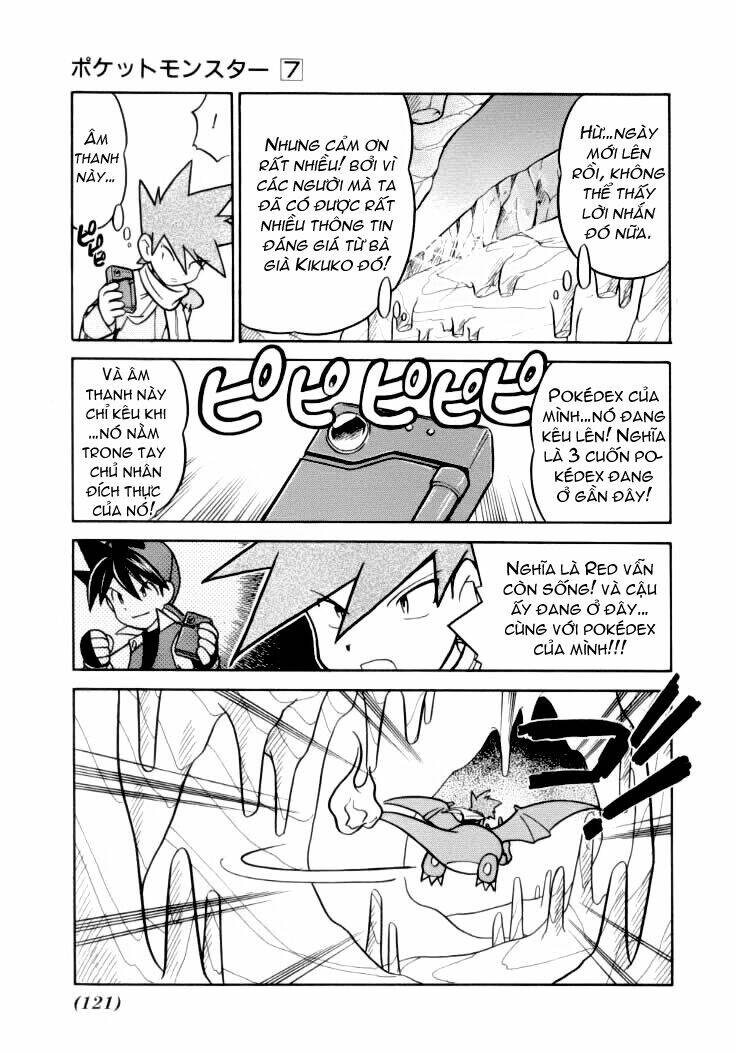 ポケットモンスター 7
HỪ...NGÀY
MỚI LÊN
RỒI, KHÔNG
THỂ THẤY
LỜI NHẮN
ĐÓ NỮA.
NHƯNG CẢM ƠN
RẤT NHIỀU! BỞI VÌ
CÁC NGƯỜI MÀ TA
ĐÃ CÓ ĐƯỢC RẤT
NHIỀU THÔNG TIN
ĐÁNG GIÁ TỪ BÀ
GIÀ KIKUKO ĐÓ!
!
ÂM
THANH
NÀY...
ピピピ
POKÉDEX CỦA
MÌNH...NÓ ĐANG
KÊU LÊN! NGHĨA
LÀ 3 CUỐN PO-
KÉDEX ĐANG
Ở GẦN ĐÂY!
ピピピピピピ
VÀ ÂM
THANH NÀY
CHỈ KÊU KHI
...NÓ NẰM
TRONG TAY
CHỦ NHÂN
ĐÍCH THỰC
CỦA NÓ!
NGHĨA LÀ RED VẪN
CÒN SỐNG! VÀ CẬU
ẤY ĐANG Ở ĐÂY...
CÙNG VỚI POKÉDEX
CỦA MÌNH!!!
(121)